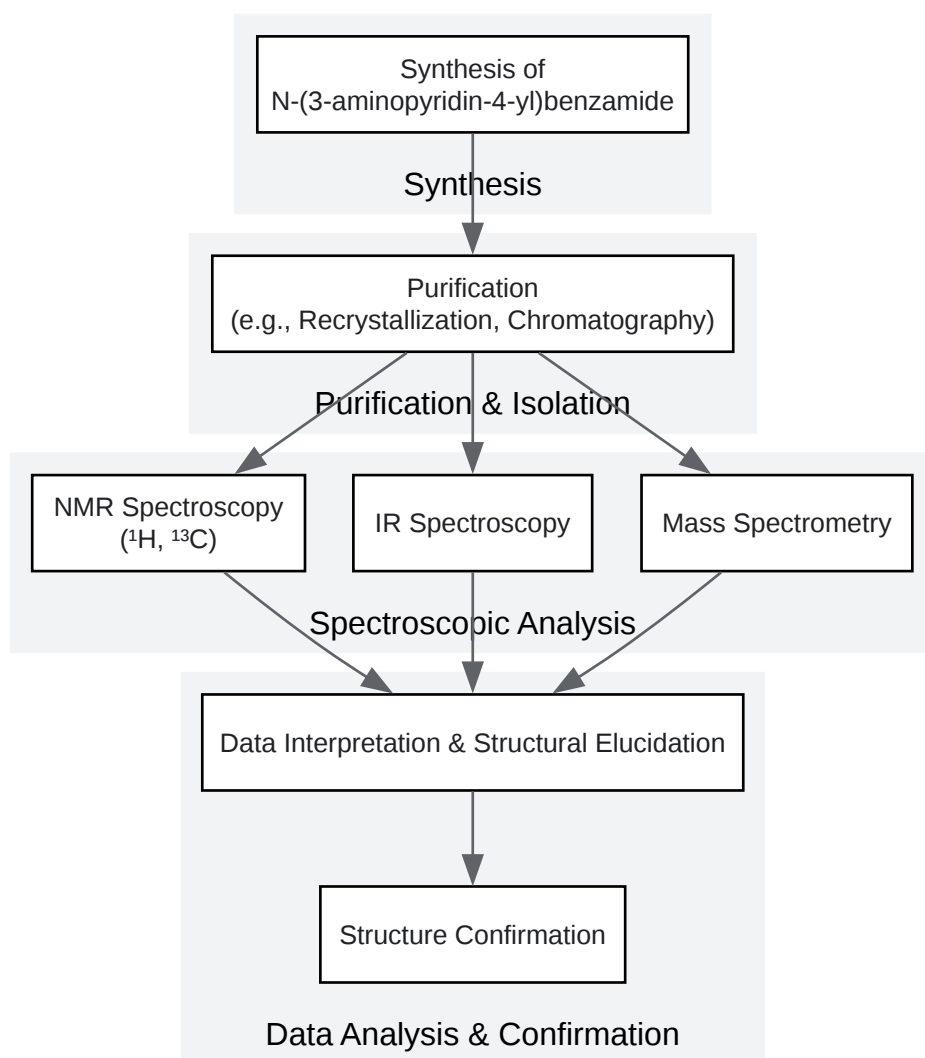 Synthesis of
N-(3-aminopyridin-4-yl)benzamide
Synthesis
Purification
(e.g., Recrystallization, Chromatography)
Purification & Isolation
NMR Spectroscopy
(¹H, ¹³C)
IR Spectroscopy
Mass Spectrometry
Spectroscopic Analysis
Data Interpretation & Structural Elucidation
Structure Confirmation
Data Analysis & Confirmation